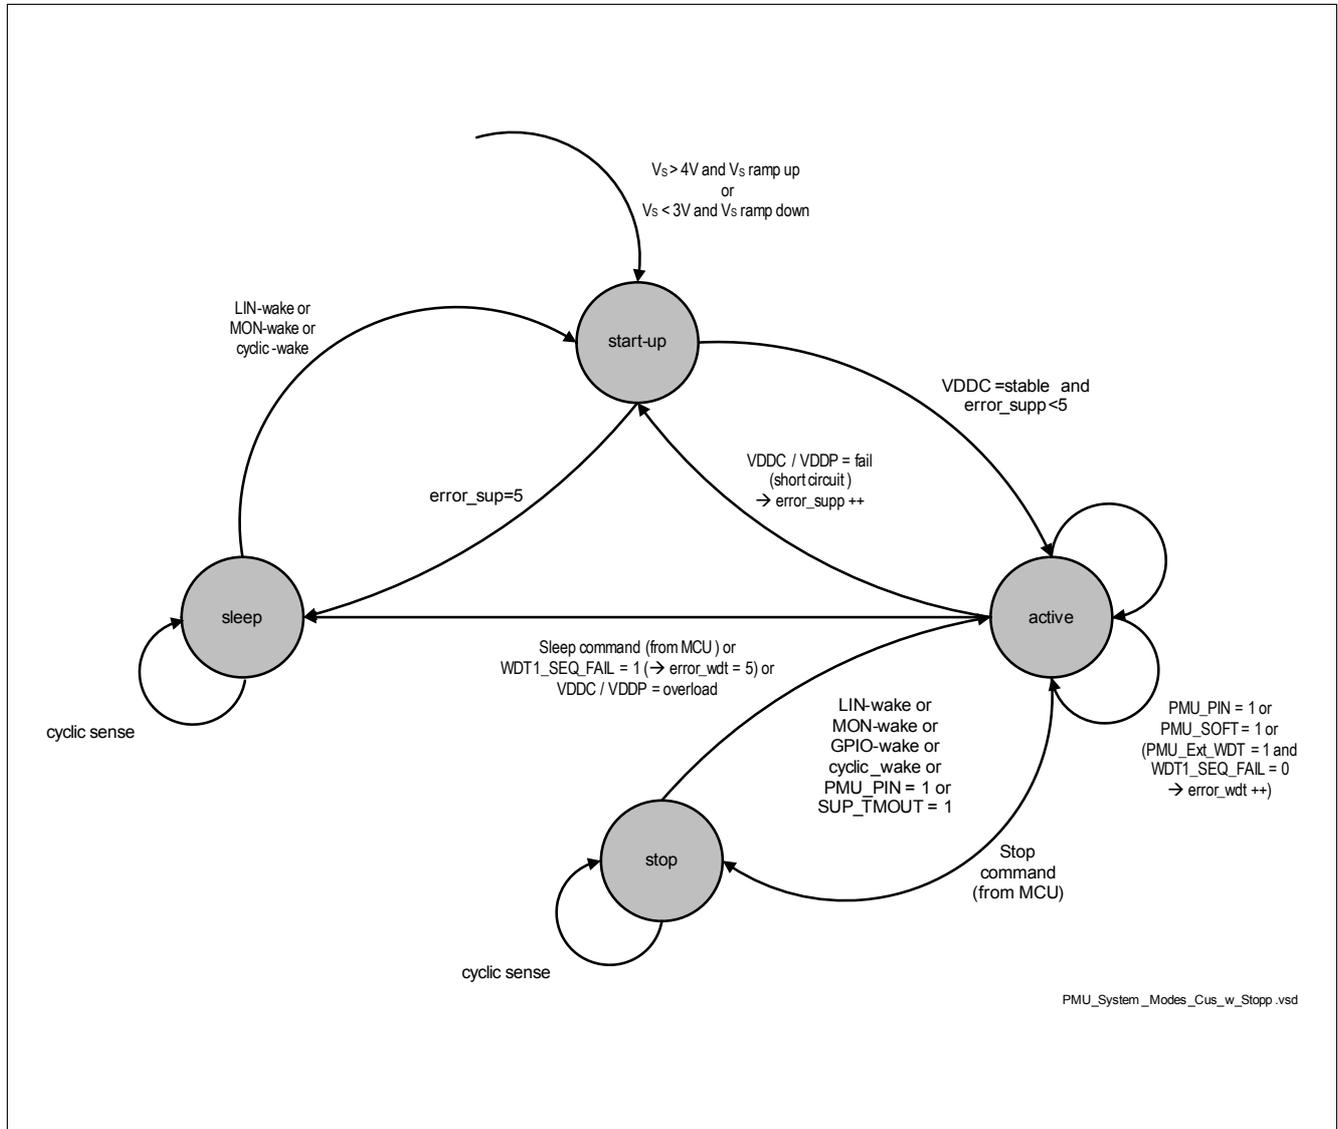 Vs > 4V and Vs ramp up
or
Vs < 3V and Vs ramp down
LIN-wake or
MON-wake or
cyclic -wake
start-up
VDDC =stable and
error_supp <5
VDDC / VDDP = fail
(short circuit )
→ error_supp ++
error_sup=5
sleep
active
Sleep command (from MCU ) or
WDT1_SEQ_FAIL = 1 (→ error_wdt = 5) or
VDDC / VDDP = overload
cyclic sense
LIN-wake or
MON-wake or
GPIO-wake or
cyclic _wake or
PMU_PIN = 1 or
SUP_TMOUT = 1
PMU_PIN = 1 or
PMU_SOFT = 1 or
(PMU_Ext_WDT = 1 and
WDT1_SEQ_FAIL = 0
→ error_wdt ++)
stop
Stop
command
(from MCU)
cyclic sense
PMU_System _Modes_Cus_w_Stopp .vsd